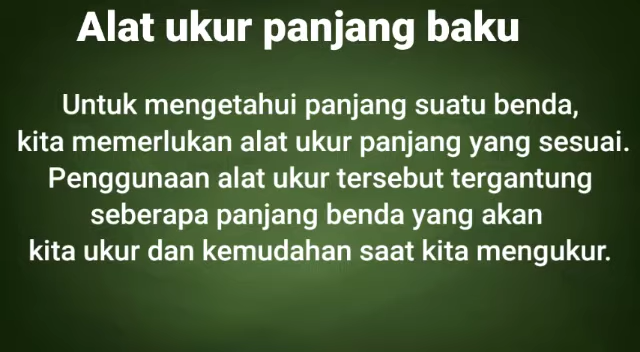 Alat ukur panjang baku
Untuk mengetahui panjang suatu benda,
kita memerlukan alat ukur panjang yang sesuai.
Penggunaan alat ukur tersebut tergantung
seberapa panjang benda yang akan
kita ukur dan kemudahan saat kita mengukur.